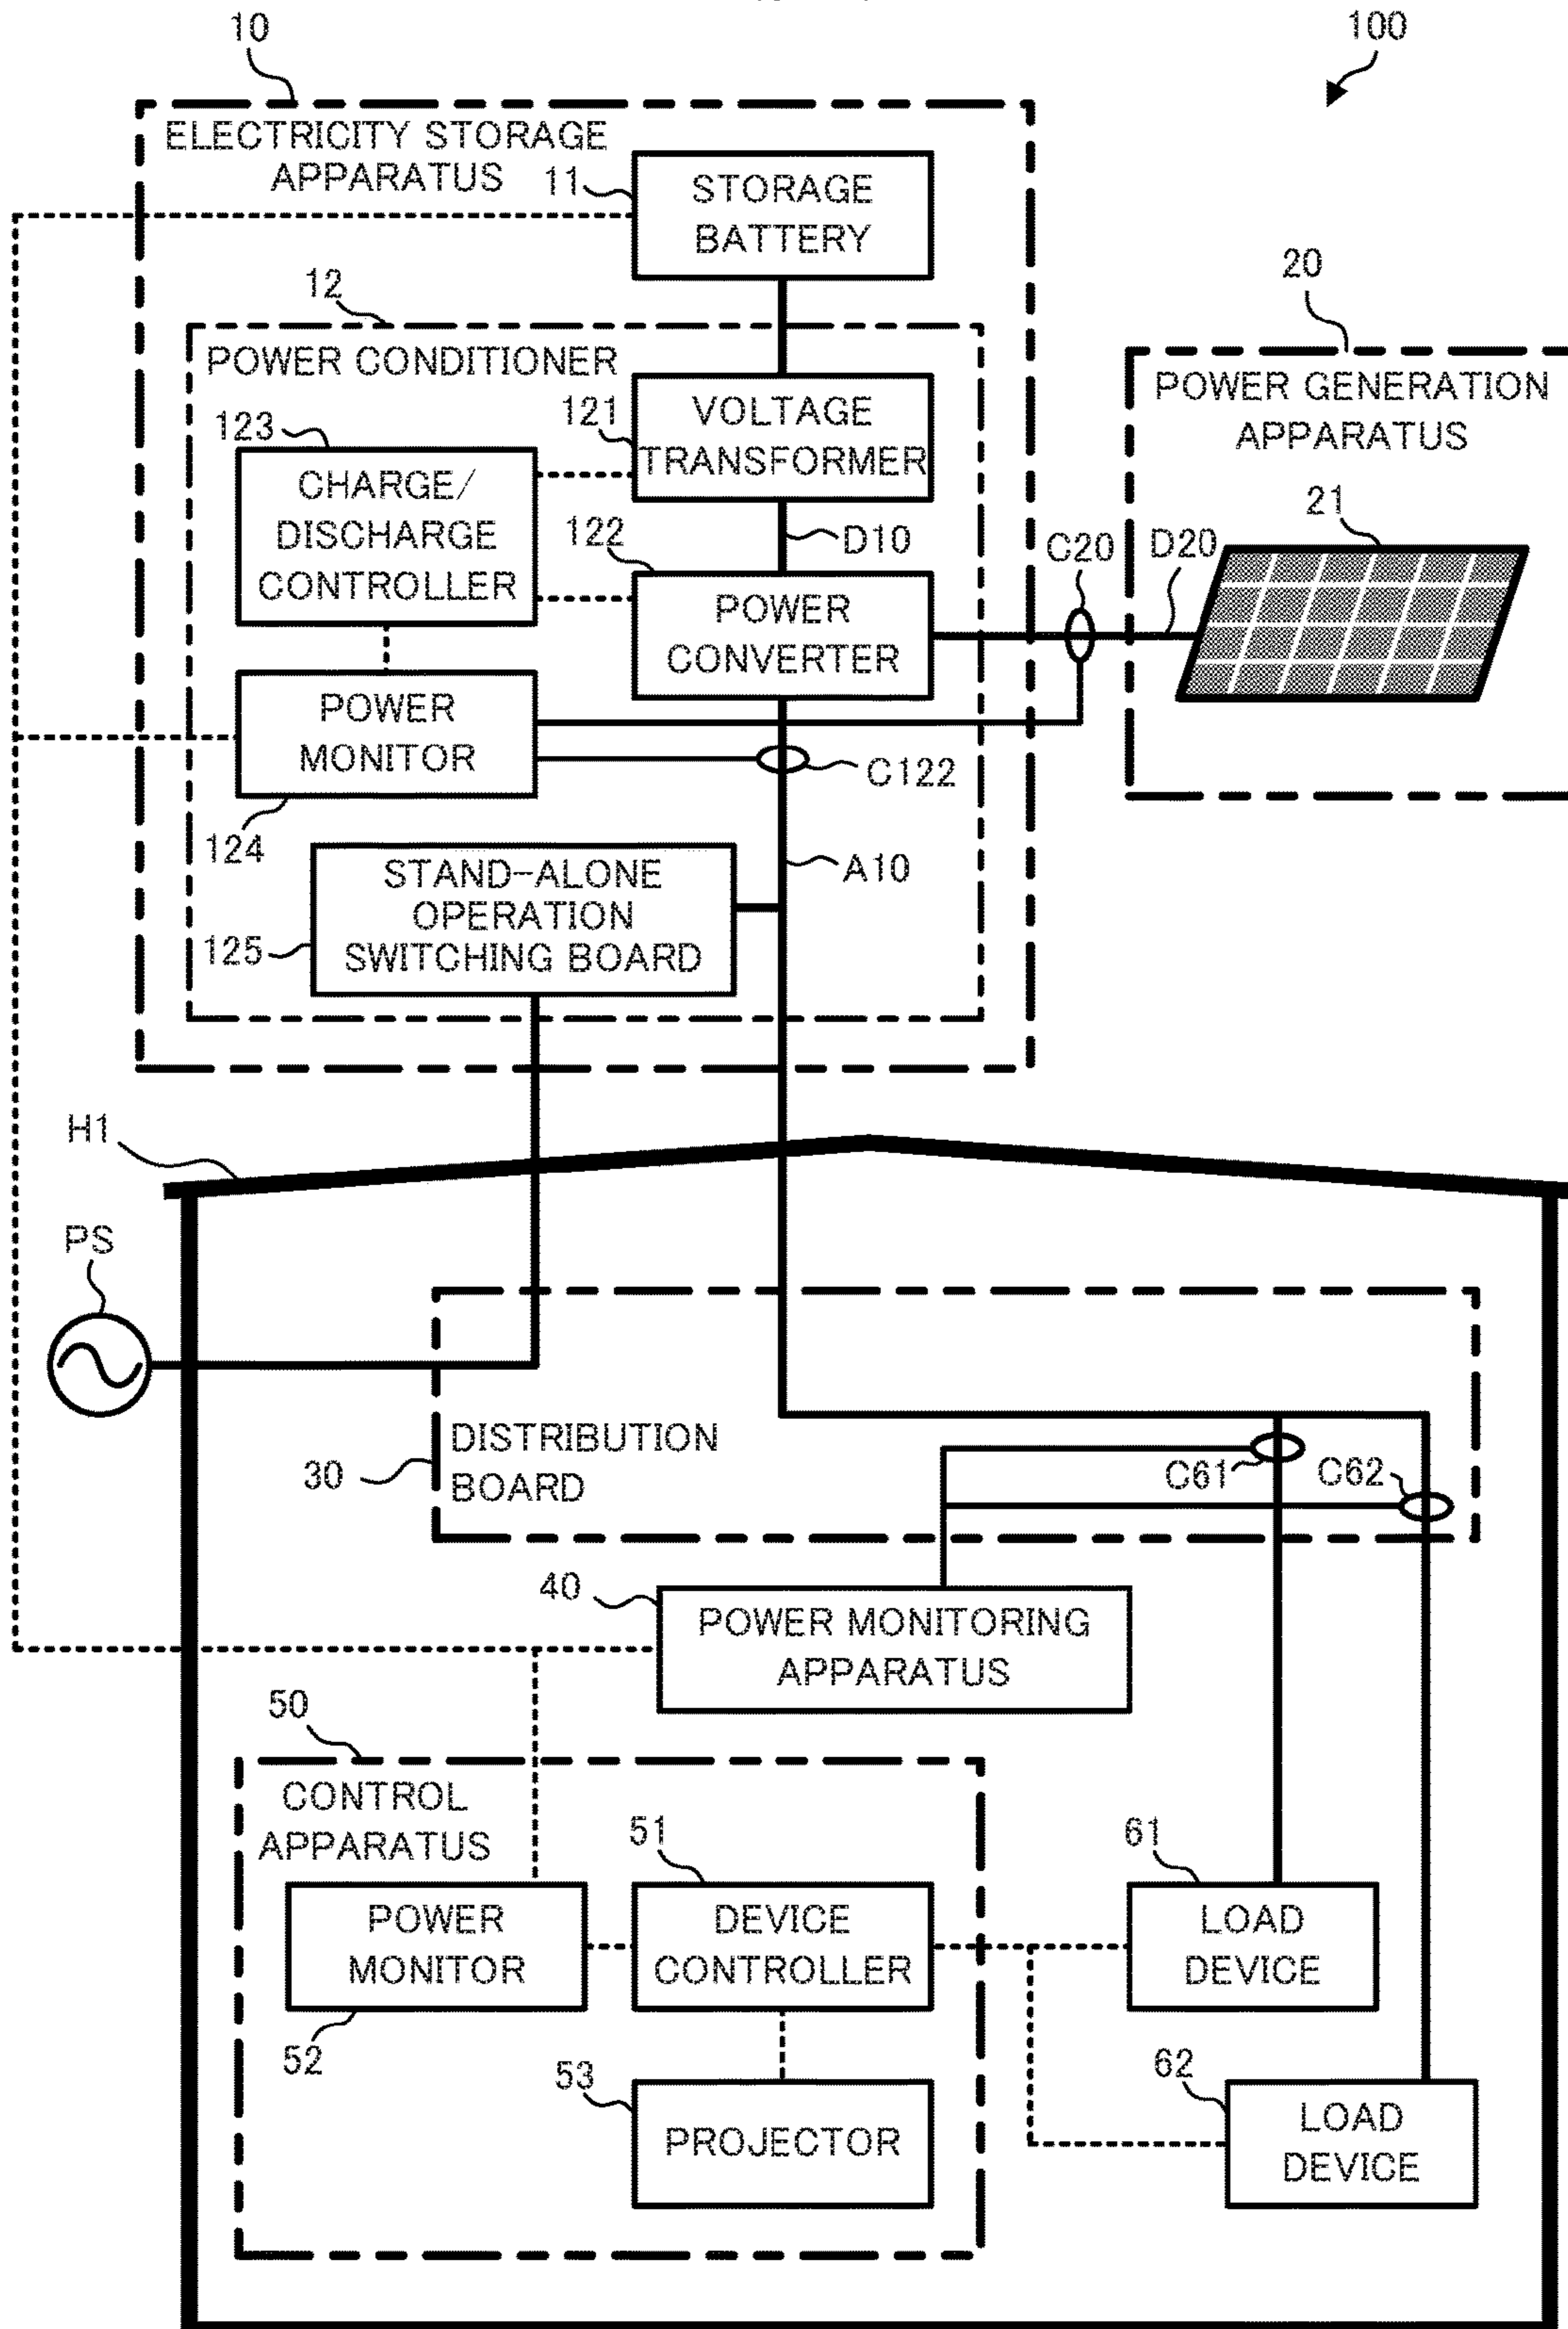 10
100
ELECTRICITY STORAGE
APPARATUS
11
STORAGE
BATTERY
12
POWER CONDITIONER
20
POWER GENERATION
APPARATUS
121
VOLTAGE
TRANSFORMER
123
CHARGE/
DISCHARGE
CONTROLLER
21
122
D10
C20
D20
POWER
CONVERTER
POWER
MONITOR
C122
124
A10
STAND-ALONE
OPERATION
SWITCHING BOARD
125
H1
PS
DISTRIBUTION
BOARD
30
C61
C62
40
POWER MONITORING
APPARATUS
50
CONTROL
APPARATUS
51
61
POWER
MONITOR
DEVICE
CONTROLLER
LOAD
DEVICE
52
53
62
PROJECTOR
LOAD
DEVICE